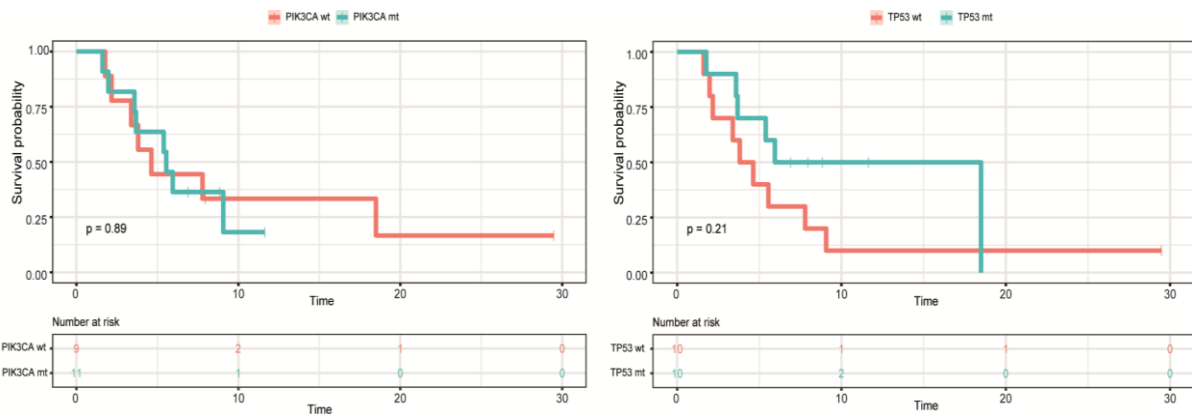 PIK3CA wt PIK3CA mt
1.00
0.75
0.50
0.25
0.00
Survival probability
p = 0.89
0 10 20 30
Time
Number at risk
PIK3CA wt 9 2 1 0
PIK3CA mt 11 1 0 0
0 10 20 30
Time
TP53 wt TP53 mt
1.00
0.75
0.50
0.25
0.00
Survival probability
p = 0.21
0 10 20 30
Time
Number at risk
TP53 wt 10 1 1 0
TP53 mt 10 2 0 0
0 10 20 30
Time